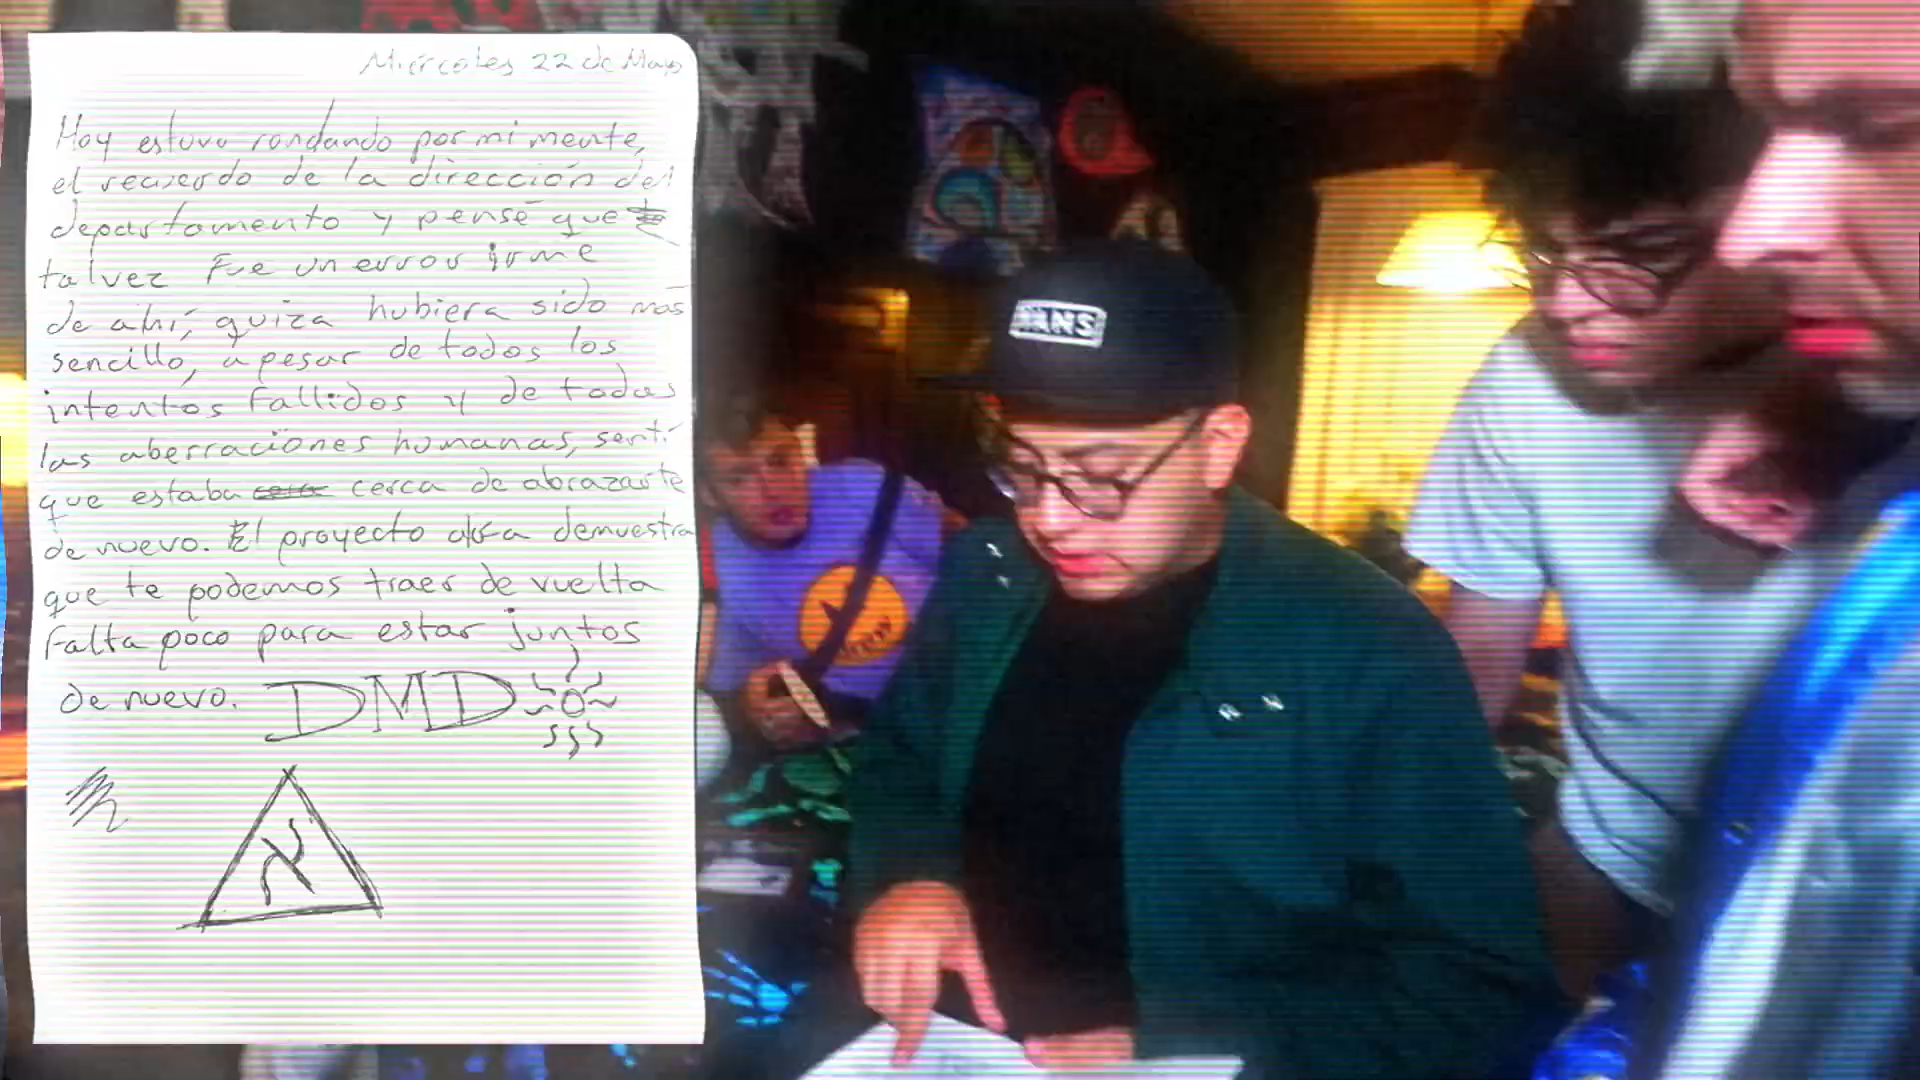 Miércoles 22 de Mayo
Hoy estuvo rondando por mi mente,
el recuerdo de la dirección del
departamento y pensé que
talvez Fue un error irme
de ahí, quiza hubiera sido más
sencillo, a pesar de todos los
intentos fallidos y de todas
las aberraciones humanas, sentí
que estaba cerca de abrazarte
de nuevo. El proyecto demuestra
que te podemos traer de vuelta
Falta poco para estar juntos
de nuevo. DMD
א
VANS